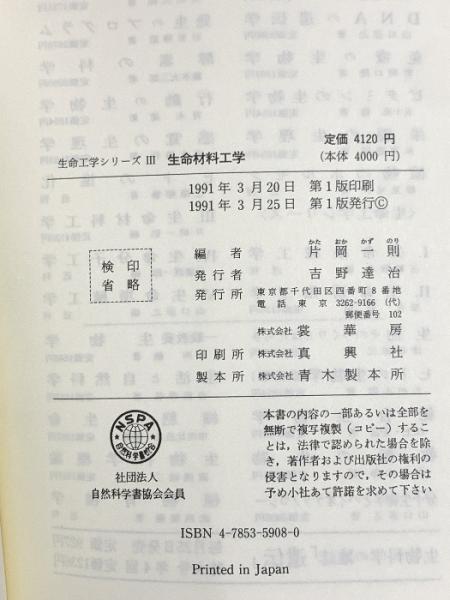 定価 4120 円
(本体 4000 円)
生命工学シリーズ III 生命材料工学
1991 年 3 月 20 日 第 1 版印刷
1991 年 3 月 25 日 第 1 版発行Ⓒ
検印
省略
かた おか かず のり
編者 片岡一則
発行者 吉野達治
発行所 東京都千代田区四番町 8 番地
電話 東京 3262-9166 (代)
郵便番号 102
株式会社 裳華房
印刷所 株式会社 真興社
製本所 株式会社 青木製本所
NSPA
自然科学書協会
社団法人
自然科学書協会会員
本書の内容の一部あるいは全部を
無断で複写複製(コピー)するこ
とは,法律で認められた場合を除
き,著作者および出版社の権利の
侵害となりますので,その場合は
予め小社あて許諾を求めて下さい
ISBN 4-7853-5908-0
Printed in Japan